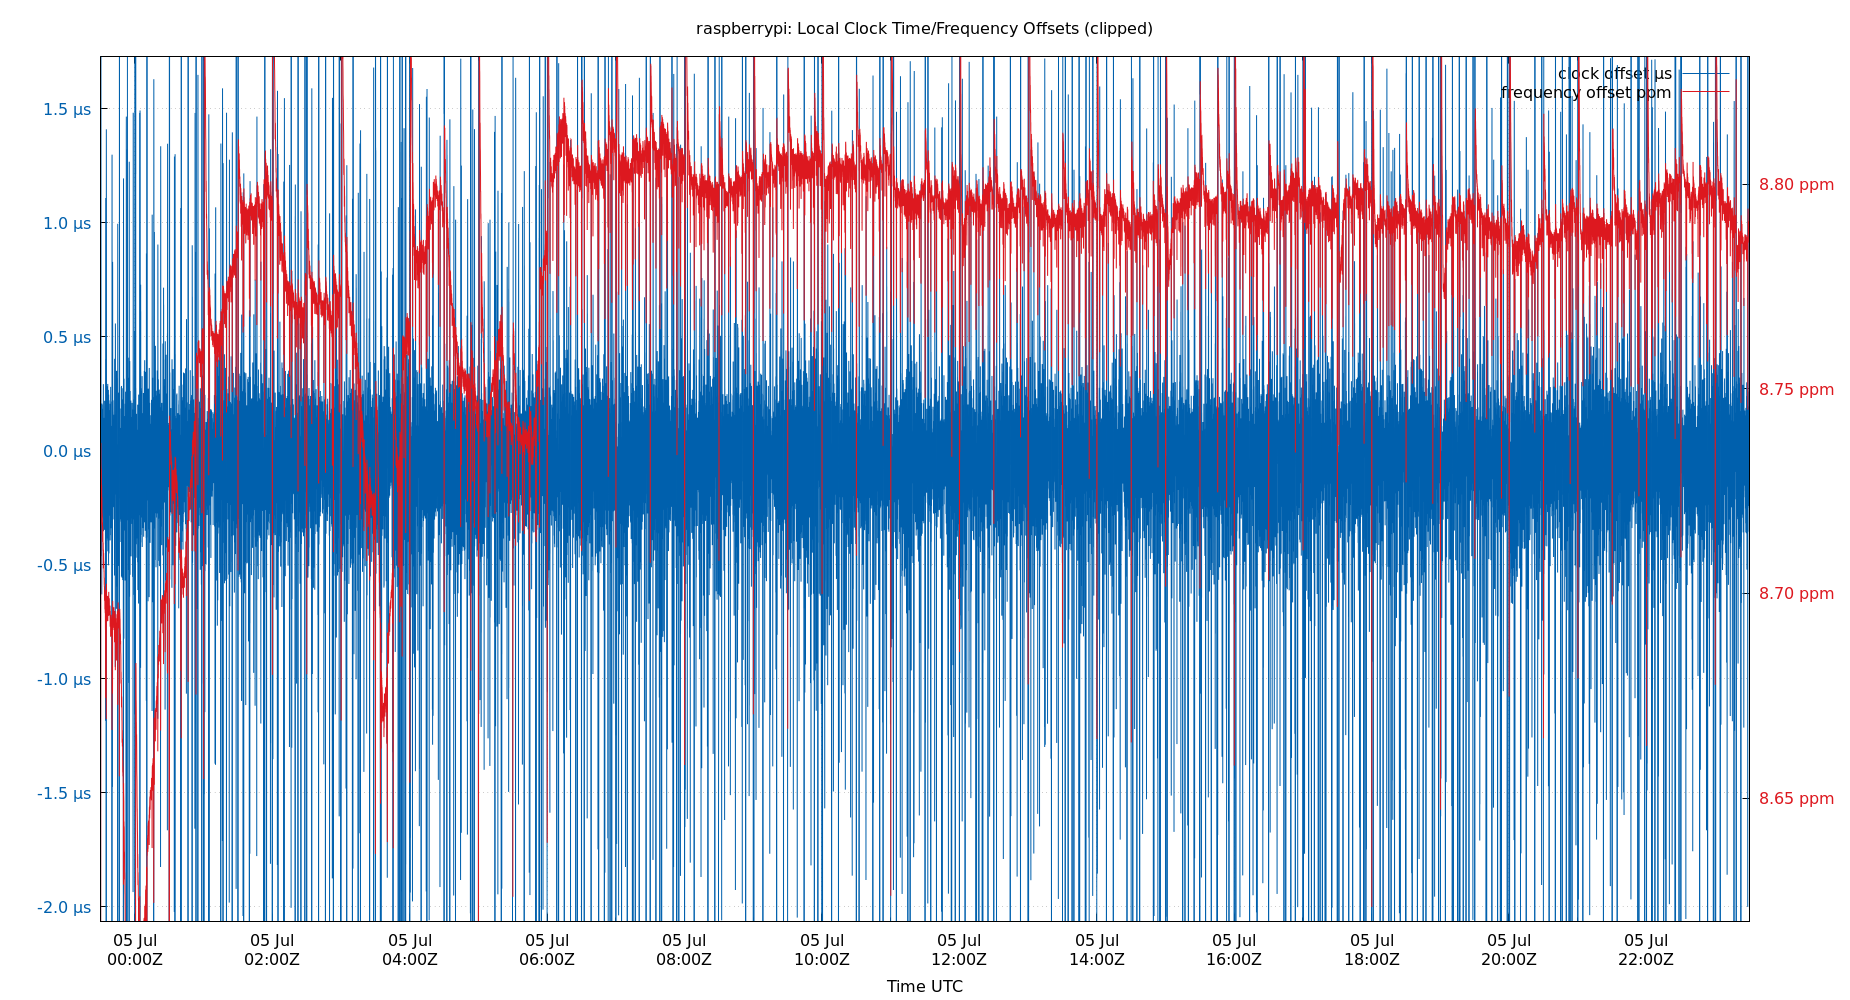 raspberrypi: Local Clock Time/Frequency Offsets (clipped)
clock offset µs
frequency offset ppm
1.5 µs
1.0 µs
0.5 µs
0.0 µs
-0.5 µs
-1.0 µs
-1.5 µs
-2.0 µs
8.80 ppm
8.75 ppm
8.70 ppm
8.65 ppm
05 Jul 05 Jul 05 Jul 05 Jul 05 Jul 05 Jul 05 Jul 05 Jul 05 Jul 05 Jul 05 Jul 05 Jul
00:00Z 02:00Z 04:00Z 06:00Z 08:00Z 10:00Z 12:00Z 14:00Z 16:00Z 18:00Z 20:00Z 22:00Z
Time UTC